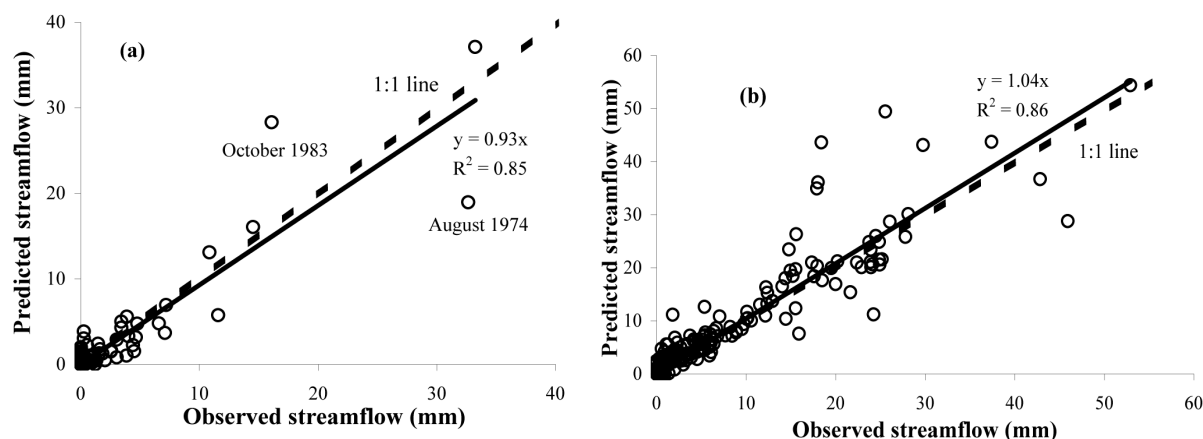 (a)
Predicted streamflow (mm)
40
30
20
10
0
1:1 line
October 1983
y = 0.93x
R² = 0.85
August 1974
0 10 20 30 40
Observed streamflow (mm)
(b)
Predicted streamflow (mm)
60
50
40
30
20
10
0
y = 1.04x
R² = 0.86
1:1 line
0 10 20 30 40 50 60
Observed streamflow (mm)